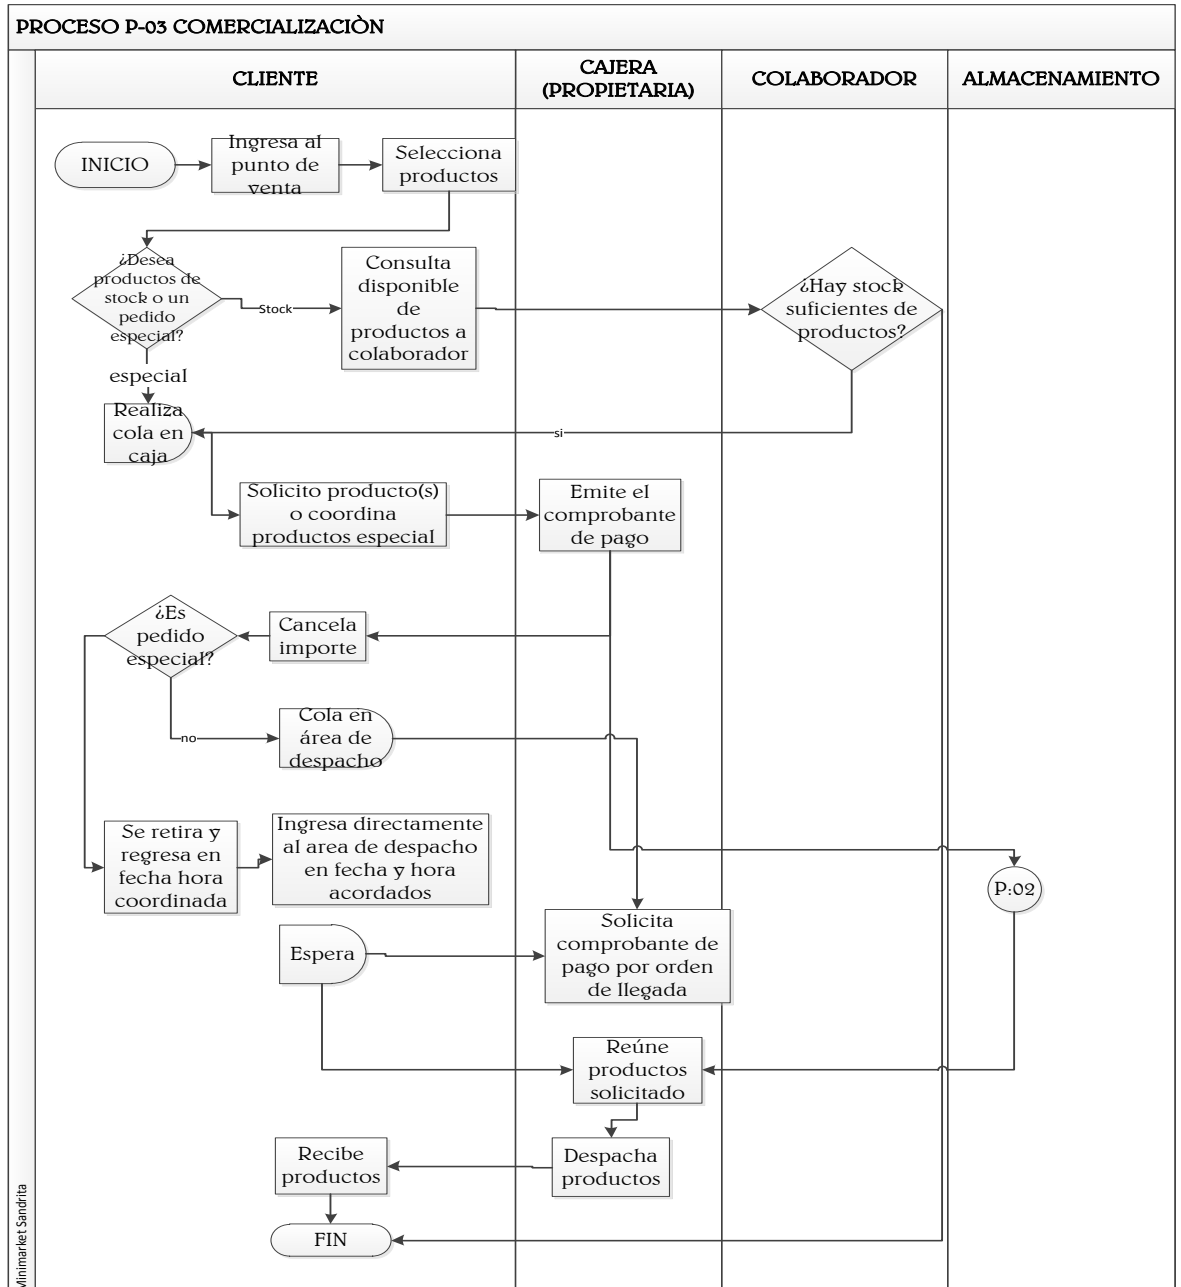 PROCESO P-03 COMERCIALIZACIÒN
CLIENTE
CAJERA
(PROPIETARIA)
COLABORADOR
ALMACENAMIENTO
INICIO
Ingresa al
punto de
venta
Selecciona
productos
¿Desea
productos de
stock o un
pedido
especial?
Stock
Consulta
disponible
de
productos a
colaborador
¿Hay stock
suficientes de
productos?
especial
Realiza
cola en
caja
si
Solicito producto(s)
o coordina
productos especial
Emite el
comprobante
de pago
¿Es
pedido
especial?
Cancela
importe
no
Cola en
área de
despacho
Se retira y
regresa en
fecha hora
coordinada
Ingresa directamente
al area de despacho
en fecha y hora
acordados
P:02
Espera
Solicita
comprobante de
pago por orden
de llegada
Reúne
productos
solicitado
Recibe
productos
Despacha
productos
FIN
Minimarket Sandrita